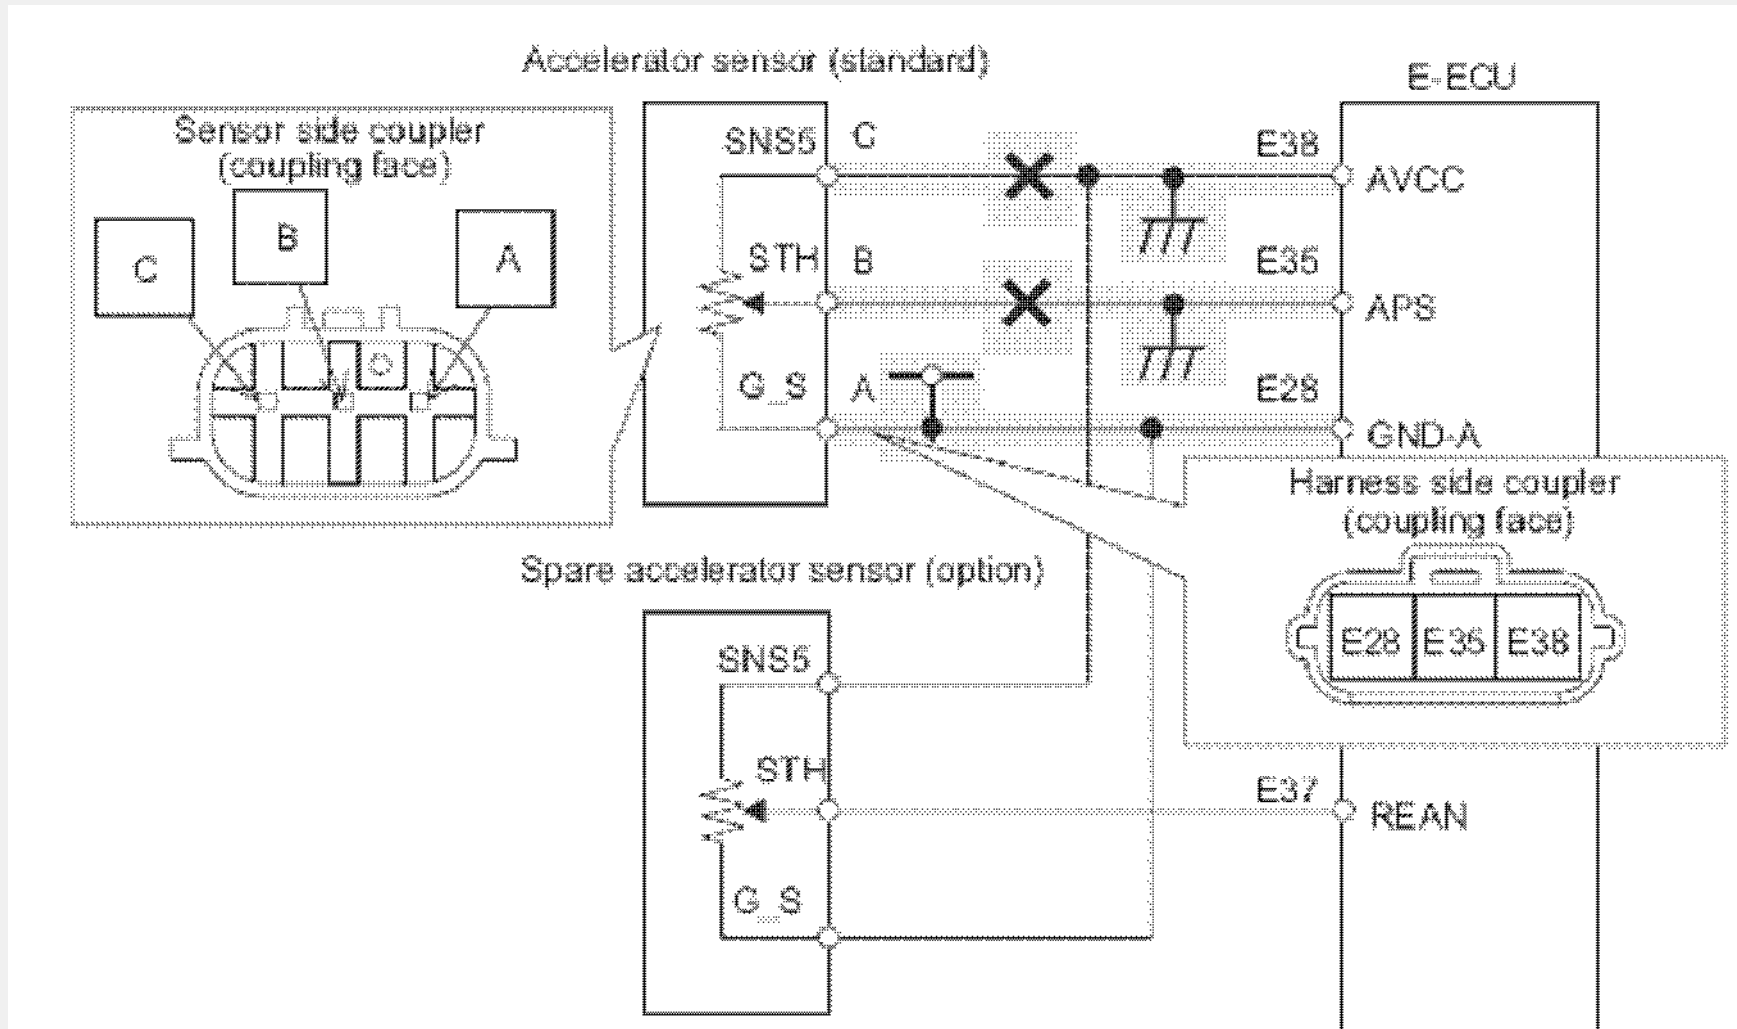 Accelerator sensor (standard)
E-ECU
Sensor side coupler
(coupling face)
C
B
A
SNS5
C
E38
AVCC
STH
B
E35
APS
G_S
A
E28
GND-A
Harness side coupler
(coupling face)
E28 E35 E38
Spare accelerator sensor (option)
SNS5
STH
E37
REAN
G_S